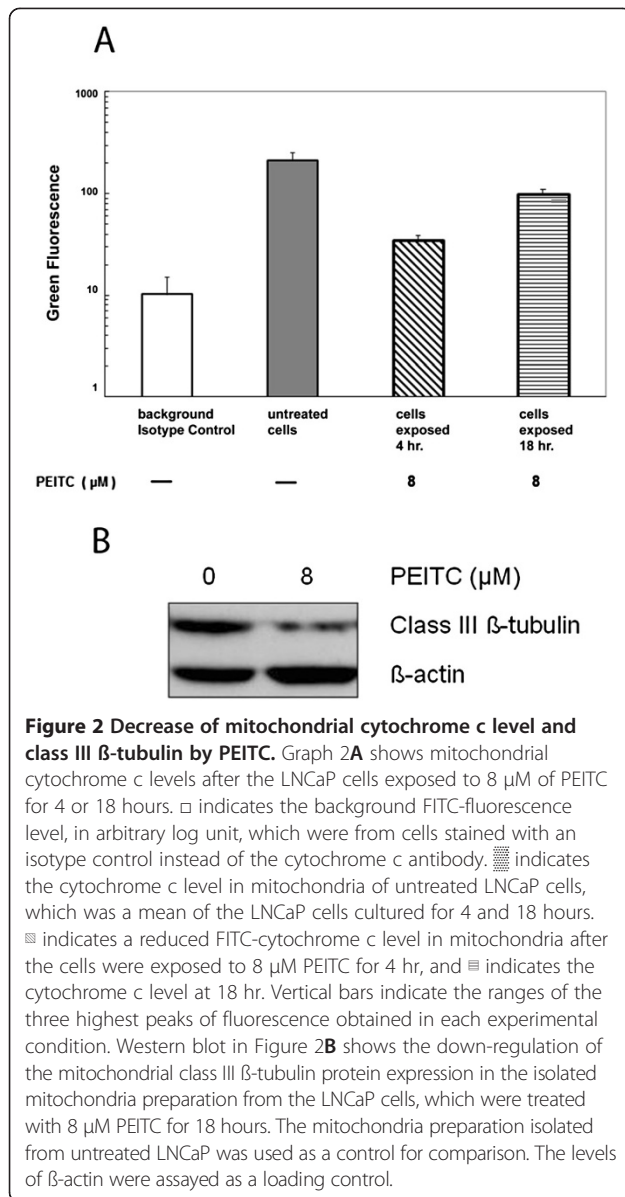 A
1000
100
10
1
Green Fluorescence
background
Isotype Control
untreated
cells
cells
exposed
4 hr.
cells
exposed
18 hr.
PEITC ( µM) — — 8 8
B
0 8 PEITC (µM)
Class III ß-tubulin
ß-actin
Figure 2 Decrease of mitochondrial cytochrome c level and
class III ß-tubulin by PEITC. Graph 2A shows mitochondrial
cytochrome c levels after the LNCaP cells exposed to 8 µM of PEITC
for 4 or 18 hours. □ indicates the background FITC-fluorescence
level, in arbitrary log unit, which were from cells stained with an
isotype control instead of the cytochrome c antibody. ▒ indicates
the cytochrome c level in mitochondria of untreated LNCaP cells,
which was a mean of the LNCaP cells cultured for 4 and 18 hours.
▧ indicates a reduced FITC-cytochrome c level in mitochondria after
the cells were exposed to 8 µM PEITC for 4 hr, and ▤ indicates the
cytochrome c level at 18 hr. Vertical bars indicate the ranges of the
three highest peaks of fluorescence obtained in each experimental
condition. Western blot in Figure 2B shows the down-regulation of
the mitochondrial class III ß-tubulin protein expression in the isolated
mitochondria preparation from the LNCaP cells, which were treated
with 8 µM PEITC for 18 hours. The mitochondria preparation isolated
from untreated LNCaP was used as a control for comparison. The levels
of ß-actin were assayed as a loading control.